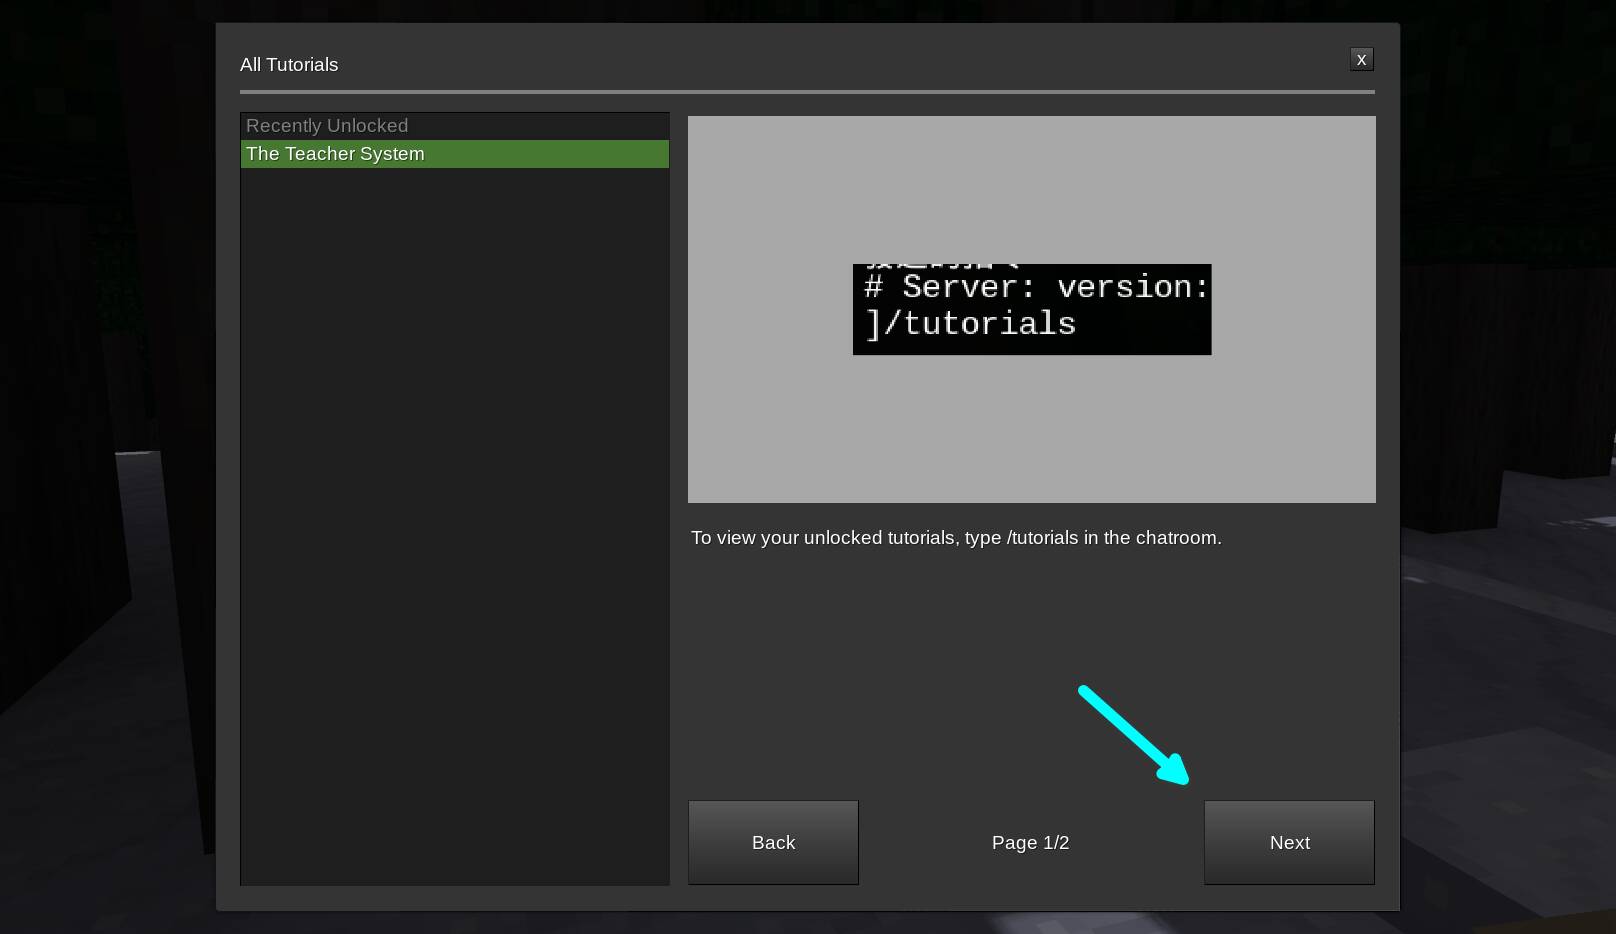 All Tutorials
x
Recently Unlocked
The Teacher System
# Server: version:
]/tutorials
To view your unlocked tutorials, type /tutorials in the chatroom.
Back
Page 1/2
Next